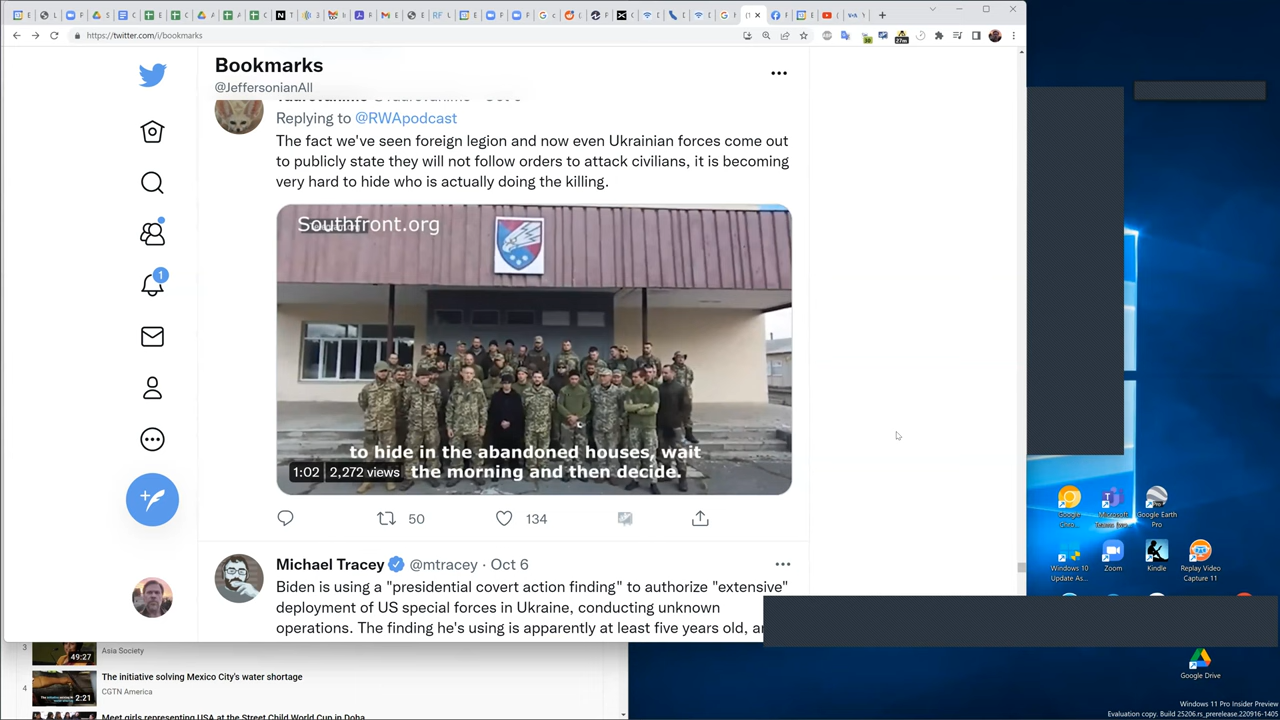 https://twitter.com/i/bookmarks
Bookmarks
@JeffersonianAll
Replying to @RWApodcast
The fact we've seen foreign legion and now even Ukrainian forces come out
to publicly state they will not follow orders to attack civilians, it is becoming
very hard to hide who is actually doing the killing.
Southfront.org
to hide in the abandoned houses, wait
the morning and then decide.
1:02 2,272 views
50 134
1
Michael Tracey @mtracey · Oct 6
Biden is using a "presidential covert action finding" to authorize "extensive"
deployment of US special forces in Ukraine, conducting unknown
operations. The finding he's using is apparently at least five years old,
3
49:27
Asia Society
4
2:21
The initiative solving Mexico City's water shortage
CGTN America
Meet girls representing USA at the Street Child World Cup in Doha
Google
Chro...
Microsoft
Teams
Google Earth
Pro
Windows 10
Update As...
Zoom
Kindle
Replay Video
Capture 11
Google Drive
Windows 11 Pro Insider Preview
Evaluation copy. Build 25206.rs_prerelease.220916-1405